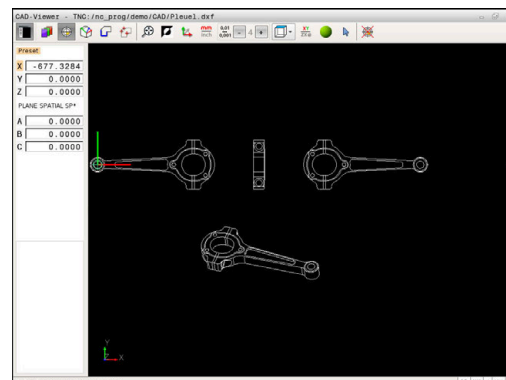 CAD-Viewer - TNC:/nc_prog/demo/CAD/Pleuel.dxf
mm
inch
0.01
0.001
4
XY
ZXφ
Preset
X -677.3284
Y 0.0000
Z 0.0000
PLANE SPATIAL SP*
A 0.0000
B 0.0000
C 0.0000
Y
Z
X